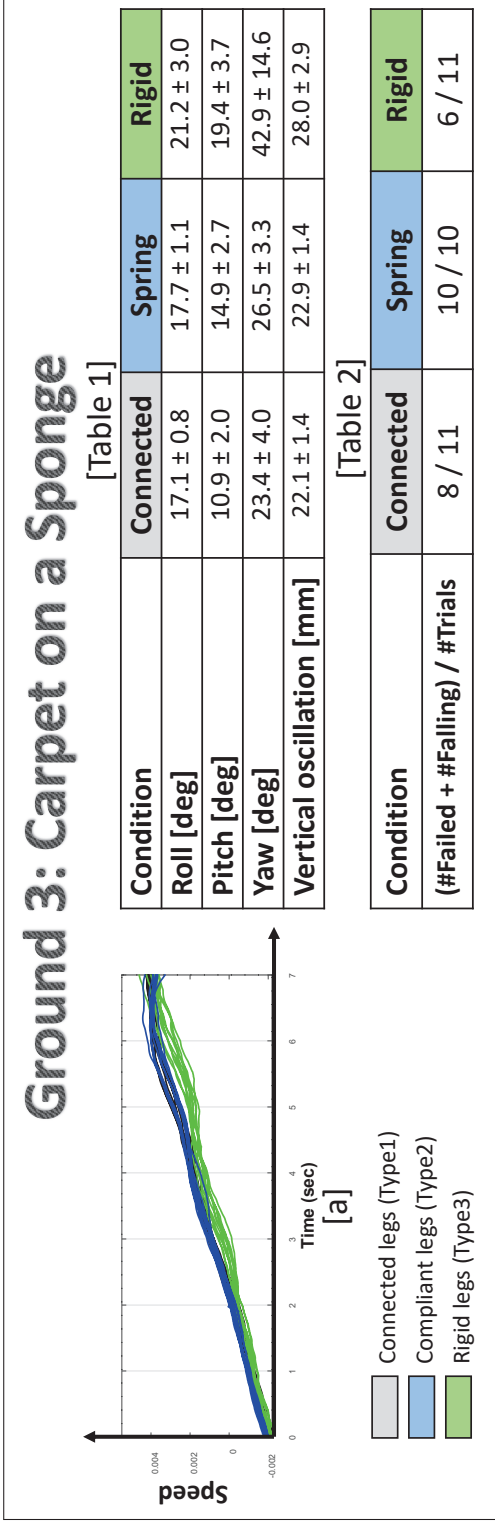 Ground 3: Carpet on a Sponge
Speed
0.004
0.002
0
-0.002
0 1 2 3 4 5 6 7
Time (sec)
[a]
Connected legs (Type1)
Compliant legs (Type2)
Rigid legs (Type3)
[Table 1]
Condition Connected Spring Rigid
Roll [deg] 17.1 ± 0.8 17.7 ± 1.1 21.2 ± 3.0
Pitch [deg] 10.9 ± 2.0 14.9 ± 2.7 19.4 ± 3.7
Yaw [deg] 23.4 ± 4.0 26.5 ± 3.3 42.9 ± 14.6
Vertical oscillation [mm] 22.1 ± 1.4 22.9 ± 1.4 28.0 ± 2.9
[Table 2]
Condition Connected Spring Rigid
(#Failed + #Falling) / #Trials 8 / 11 10 / 10 6 / 11